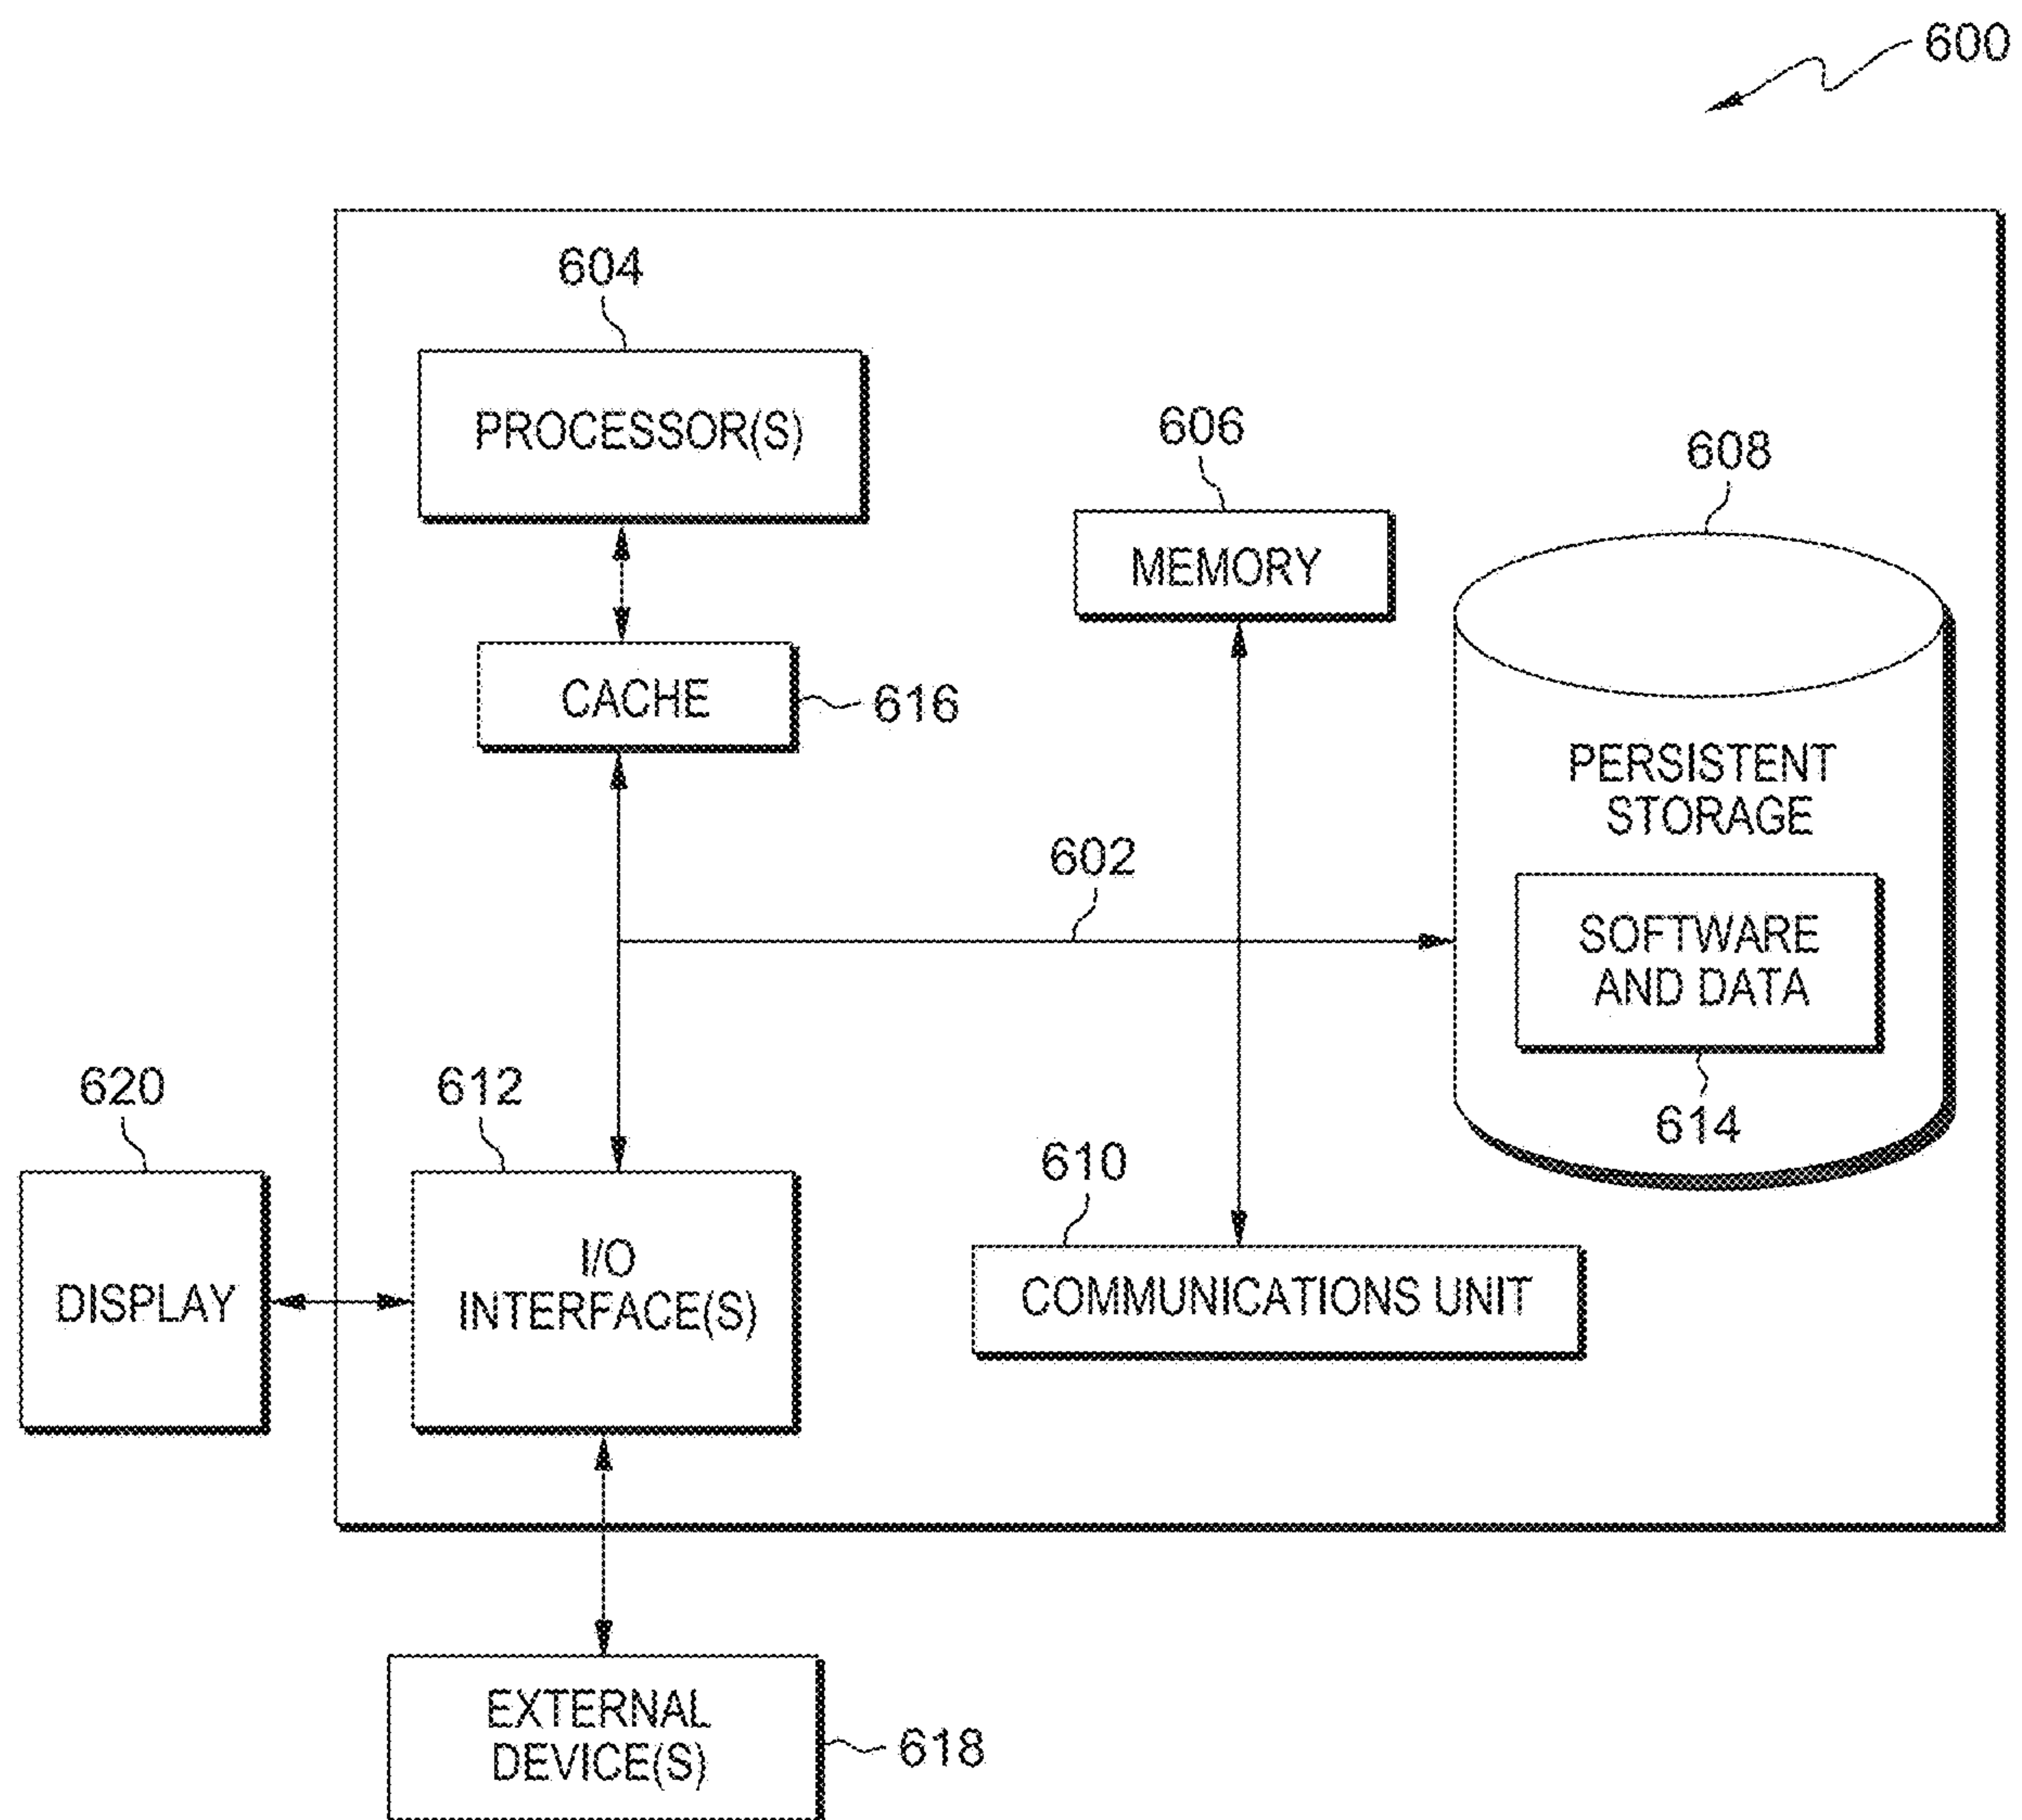 600
604
PROCESSOR(S)
606
MEMORY
608
CACHE
616
PERSISTENT
STORAGE
602
SOFTWARE
AND DATA
614
620
612
610
DISPLAY
I/O
INTERFACE(S)
COMMUNICATIONS UNIT
EXTERNAL
DEVICE(S)
618